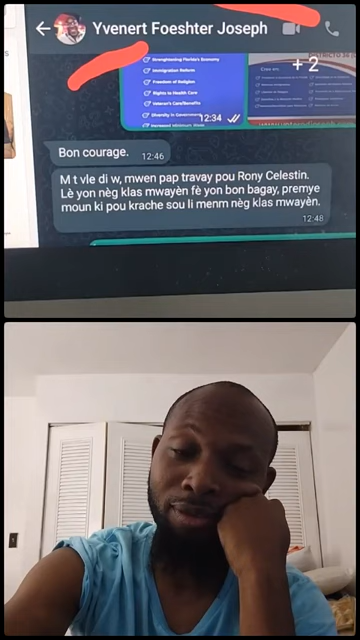 Yvenert Foeshter Joseph
Strengthening Florida's Economy
Immigration Reform
Freedom of Religion
Rights to Health Care
Veteran's Care/Benefits
Diversity in Government
Increased Minimum Wage
12:34
+ 2
Bon courage. 12:46
M t vle di w, mwen pap travay pou Rony Celestin.
Lè yon nèg klas mwayèn fè yon bon bagay, premye
moun ki pou krache sou li menm nèg klas mwayèn.
12:48